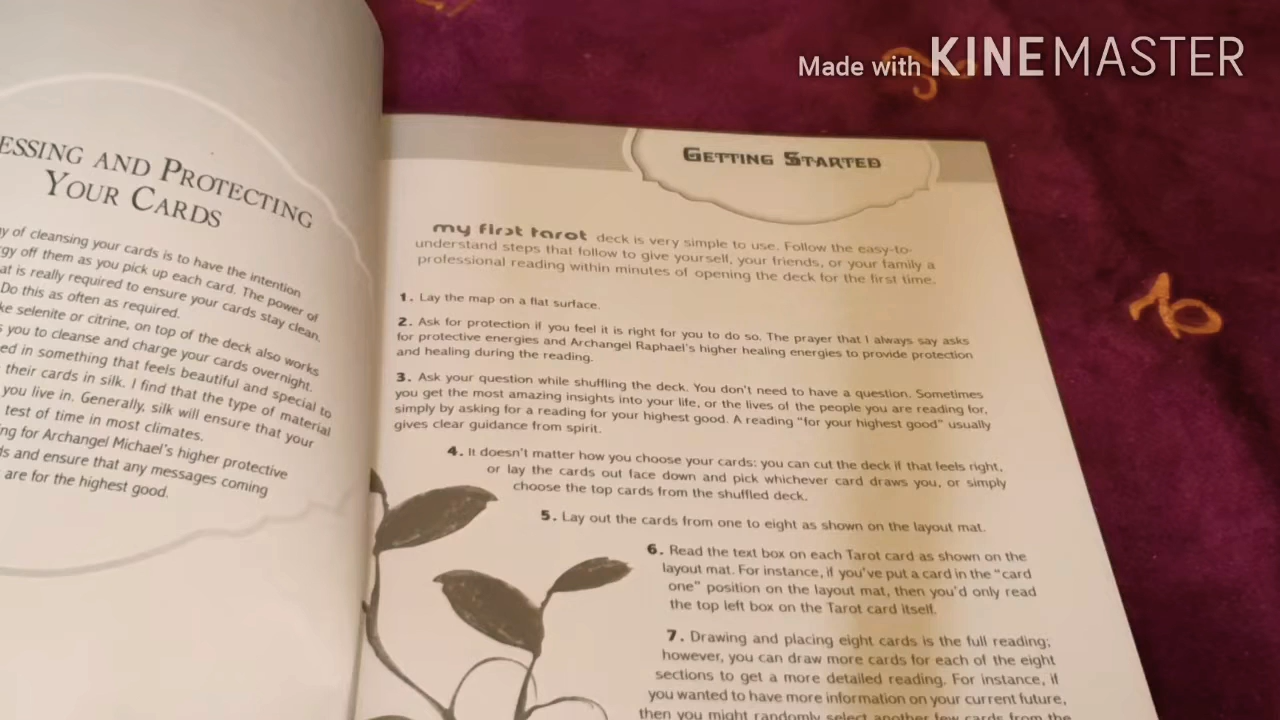 Made with KINEMASTER
ESSING AND PROTECTING
YOUR CARDS
y of cleansing your cards is to have the intention
rgy off them as you pick up each card. The power of
at is really required to ensure your cards stay clean.
Do this as often as required.
ke selenite or citrine, on top of the deck also works
s you to cleanse and charge your cards overnight.
ed in something that feels beautiful and special to
their cards in silk. I find that the type of material
you live in. Generally, silk will ensure that your
test of time in most climates.
ing for Archangel Michael's higher protective
ds and ensure that any messages coming
are for the highest good.
GETTING STARTED
my first tarot deck is very simple to use. Follow the easy-to-
understand steps that follow to give yourself, your friends, or your family a
professional reading within minutes of opening the deck for the first time.
1. Lay the map on a flat surface.
2. Ask for protection if you feel it is right for you to do so. The prayer that I always say asks
for protective energies and Archangel Raphael's higher healing energies to provide protection
and healing during the reading.
3. Ask your question while shuffling the deck. You don't need to have a question. Sometimes
you get the most amazing insights into your life, or the lives of the people you are reading for,
simply by asking for a reading for your highest good. A reading "for your highest good" usually
gives clear guidance from spirit.
4. It doesn't matter how you choose your cards: you can cut the deck if that feels right,
or lay the cards out face down and pick whichever card draws you, or simply
choose the top cards from the shuffled deck.
5. Lay out the cards from one to eight as shown on the layout mat.
6. Read the text box on each Tarot card as shown on the
layout mat. For instance, if you've put a card in the "card
one" position on the layout mat, then you'd only read
the top left box on the Tarot card itself.
7. Drawing and placing eight cards is the full reading;
however, you can draw more cards for each of the eight
sections to get a more detailed reading. For instance, if
you wanted to have more information on your current future,
then you might randomly select another few cards from the